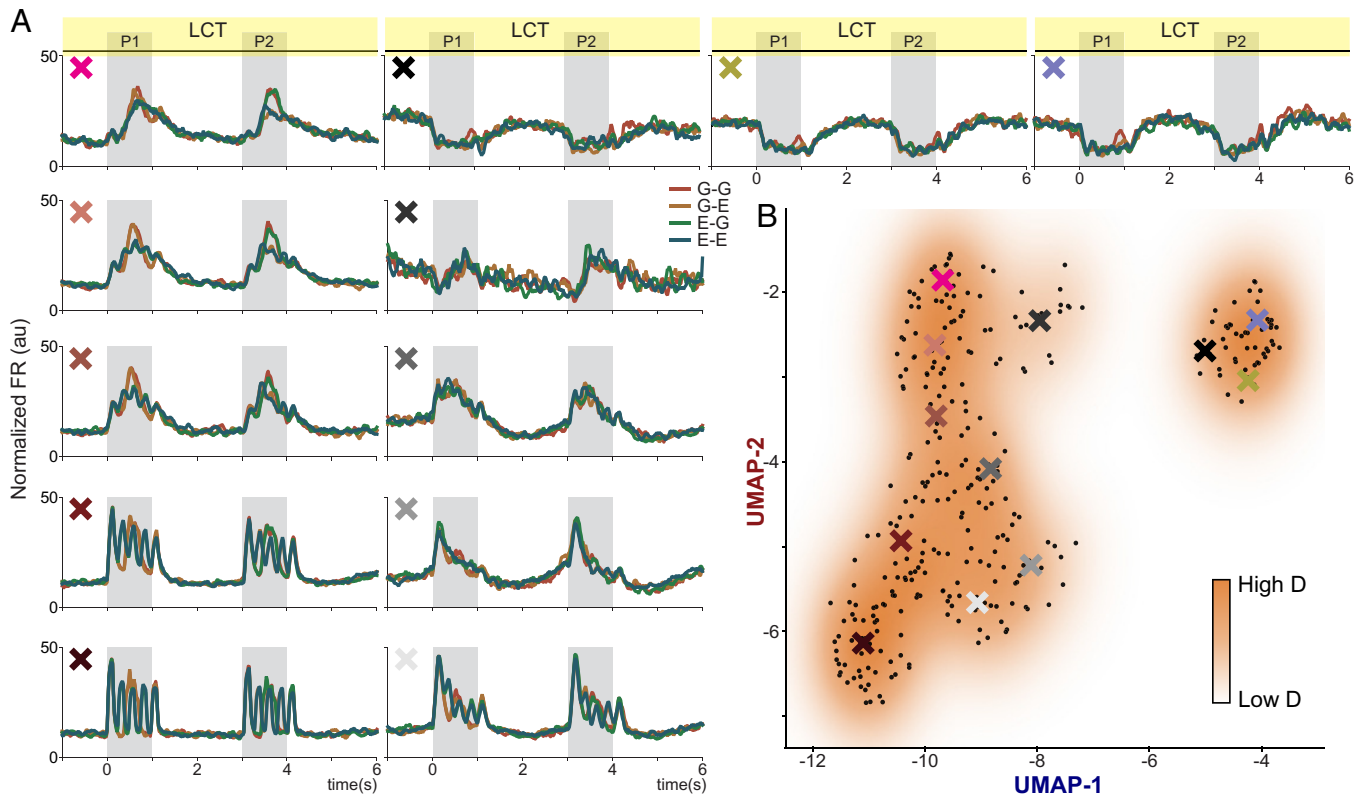 A
LCT LCT LCT LCT
P1 P2 P1 P2 P1 P2 P1 P2
50
0
0 2 4 6 0 2 4 6
50
0
G-G
G-E
E-G
E-E
Normalized FR (au)
50
0
50
0
50
0
0 2 4 6 0 2 4 6
time(s) time(s)
B
-2
-4
-6
UMAP-2
High D
Low D
-12 -10 -8 -6 -4
UMAP-1